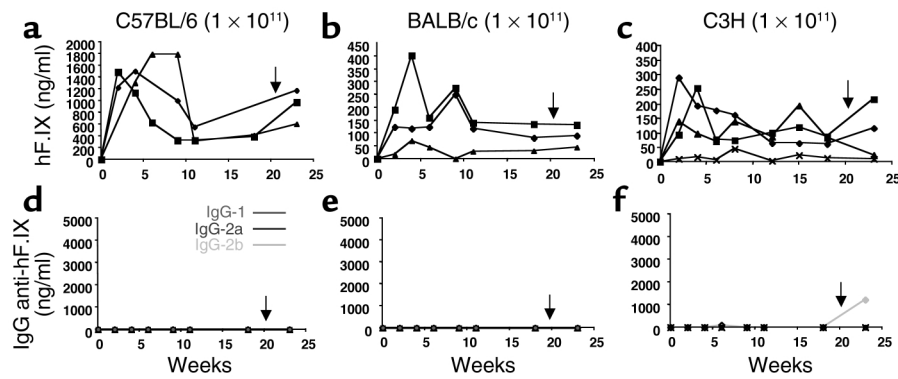 a C57BL/6 (1 × 10¹¹)
hF.IX (ng/ml)
2000
1800
1600
1400
1200
1000
800
600
400
200
0
0 5 10 15 20 25
b BALB/c (1 × 10¹¹)
450
400
350
300
250
200
150
100
50
0
0 5 10 15 20 25
c C3H (1 × 10¹¹)
400
350
300
250
200
150
100
50
0
0 5 10 15 20 25
d
IgG anti-hF.IX
(ng/ml)
5000
4000
3000
2000
1000
0
IgG-1
IgG-2a
IgG-2b
0 5 10 15 20 25
Weeks
e
5000
4000
3000
2000
1000
0
0 5 10 15 20 25
Weeks
f
5000
4000
3000
2000
1000
0
0 5 10 15 20 25
Weeks